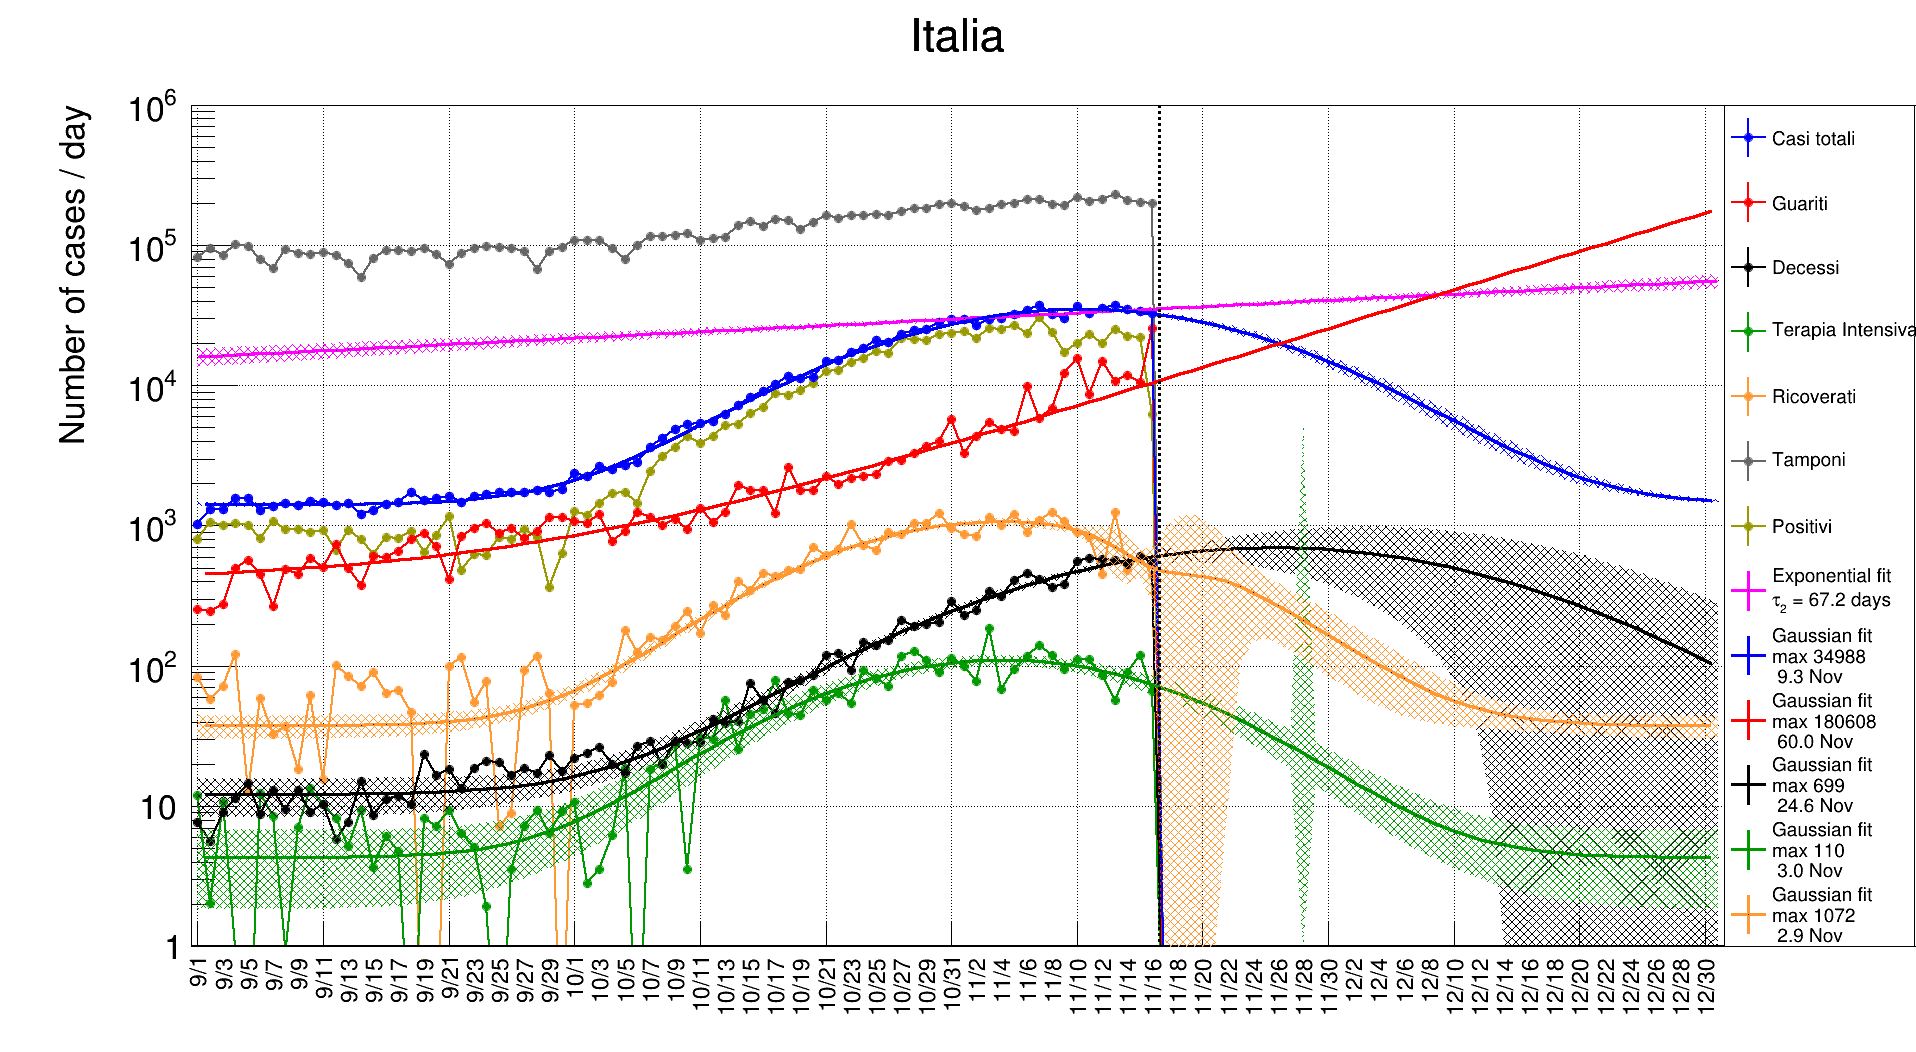 Italia
Number of cases / day
10^6
10^5
10^4
10^3
10^2
10
1
9/1 9/3 9/5 9/7 9/9 9/11 9/13 9/15 9/17 9/19 9/21 9/23 9/25 9/27 9/29 10/1 10/3 10/5 10/7 10/9 10/11 10/13 10/15 10/17 10/19 10/21 10/23 10/25 10/27 10/29 10/31 11/2 11/4 11/6 11/8 11/10 11/12 11/14 11/16 11/18 11/20 11/22 11/24 11/26 11/28 11/30 12/2 12/4 12/6 12/8 12/10 12/12 12/14 12/16 12/18 12/20 12/22 12/24 12/26 12/28 12/30
Casi totali
Guariti
Decessi
Terapia Intensiva
Ricoverati
Tamponi
Positivi
Exponential fit
τ2 = 67.2 days
Gaussian fit
max 34988
9.3 Nov
Gaussian fit
max 180608
60.0 Nov
Gaussian fit
max 699
24.6 Nov
Gaussian fit
max 110
3.0 Nov
Gaussian fit
max 1072
2.9 Nov